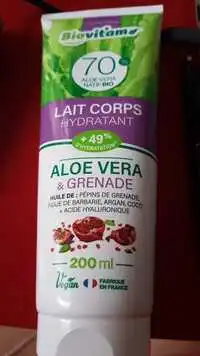 Biovitam
70%
ALOE VERA
NATIF BIO
LAIT CORPS
HYDRATANT
+ 49%
D'HYDRATATION
ALOE VERA
& GRENADE
HUILE DE : PÉPINS DE GRENADE,
FIGUE DE BARBARIE, ARGAN, COCO
+ ACIDE HYALURONIQUE
200 ml
Vegan
FABRIQUÉ
EN FRANCE